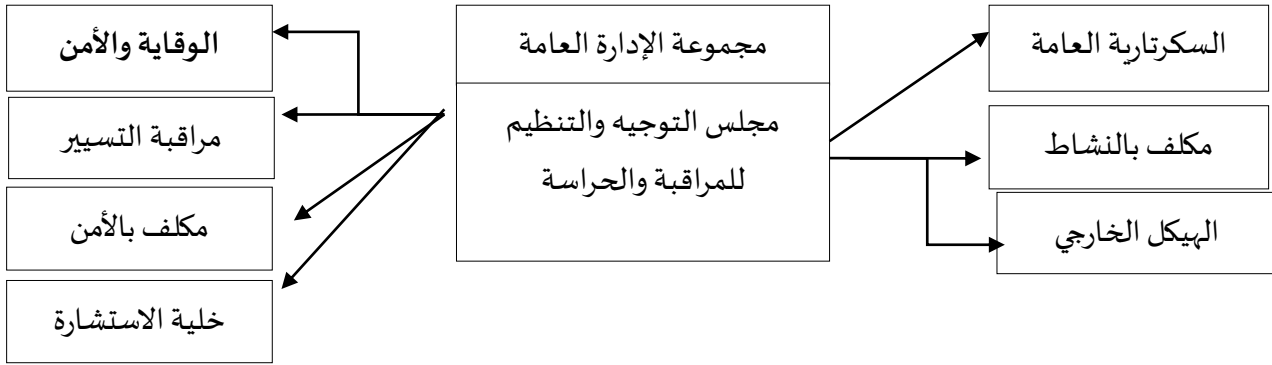 السكرتارية العامة
مكلف بالنشاط
الهيكل الخارجي
مجموعة الإدارة العامة
مجلس التوجيه والتنظيم
للمراقبة والحراسة
الوقاية والأمن
مراقبة التسيير
مكلف بالأمن
خلية الاستشارة